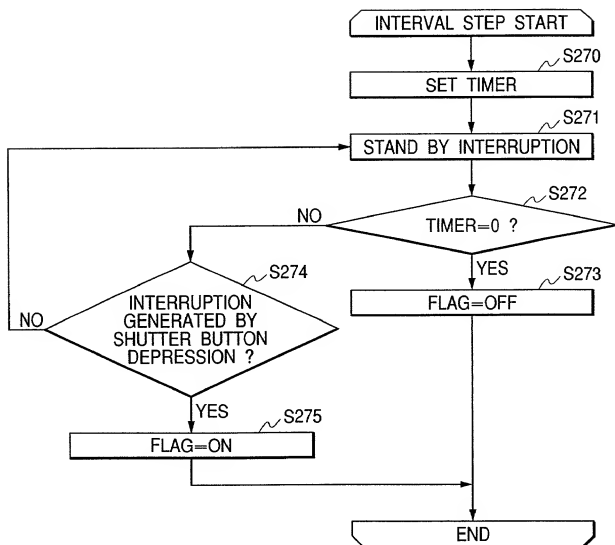 INTERVAL STEP START
S270
SET TIMER
S271
STAND BY INTERRUPTION
S272
TIMER=0 ?
NO
YES
S273
FLAG=OFF
S274
INTERRUPTION
GENERATED BY
SHUTTER BUTTON
DEPRESSION ?
NO
YES
S275
FLAG=ON
END